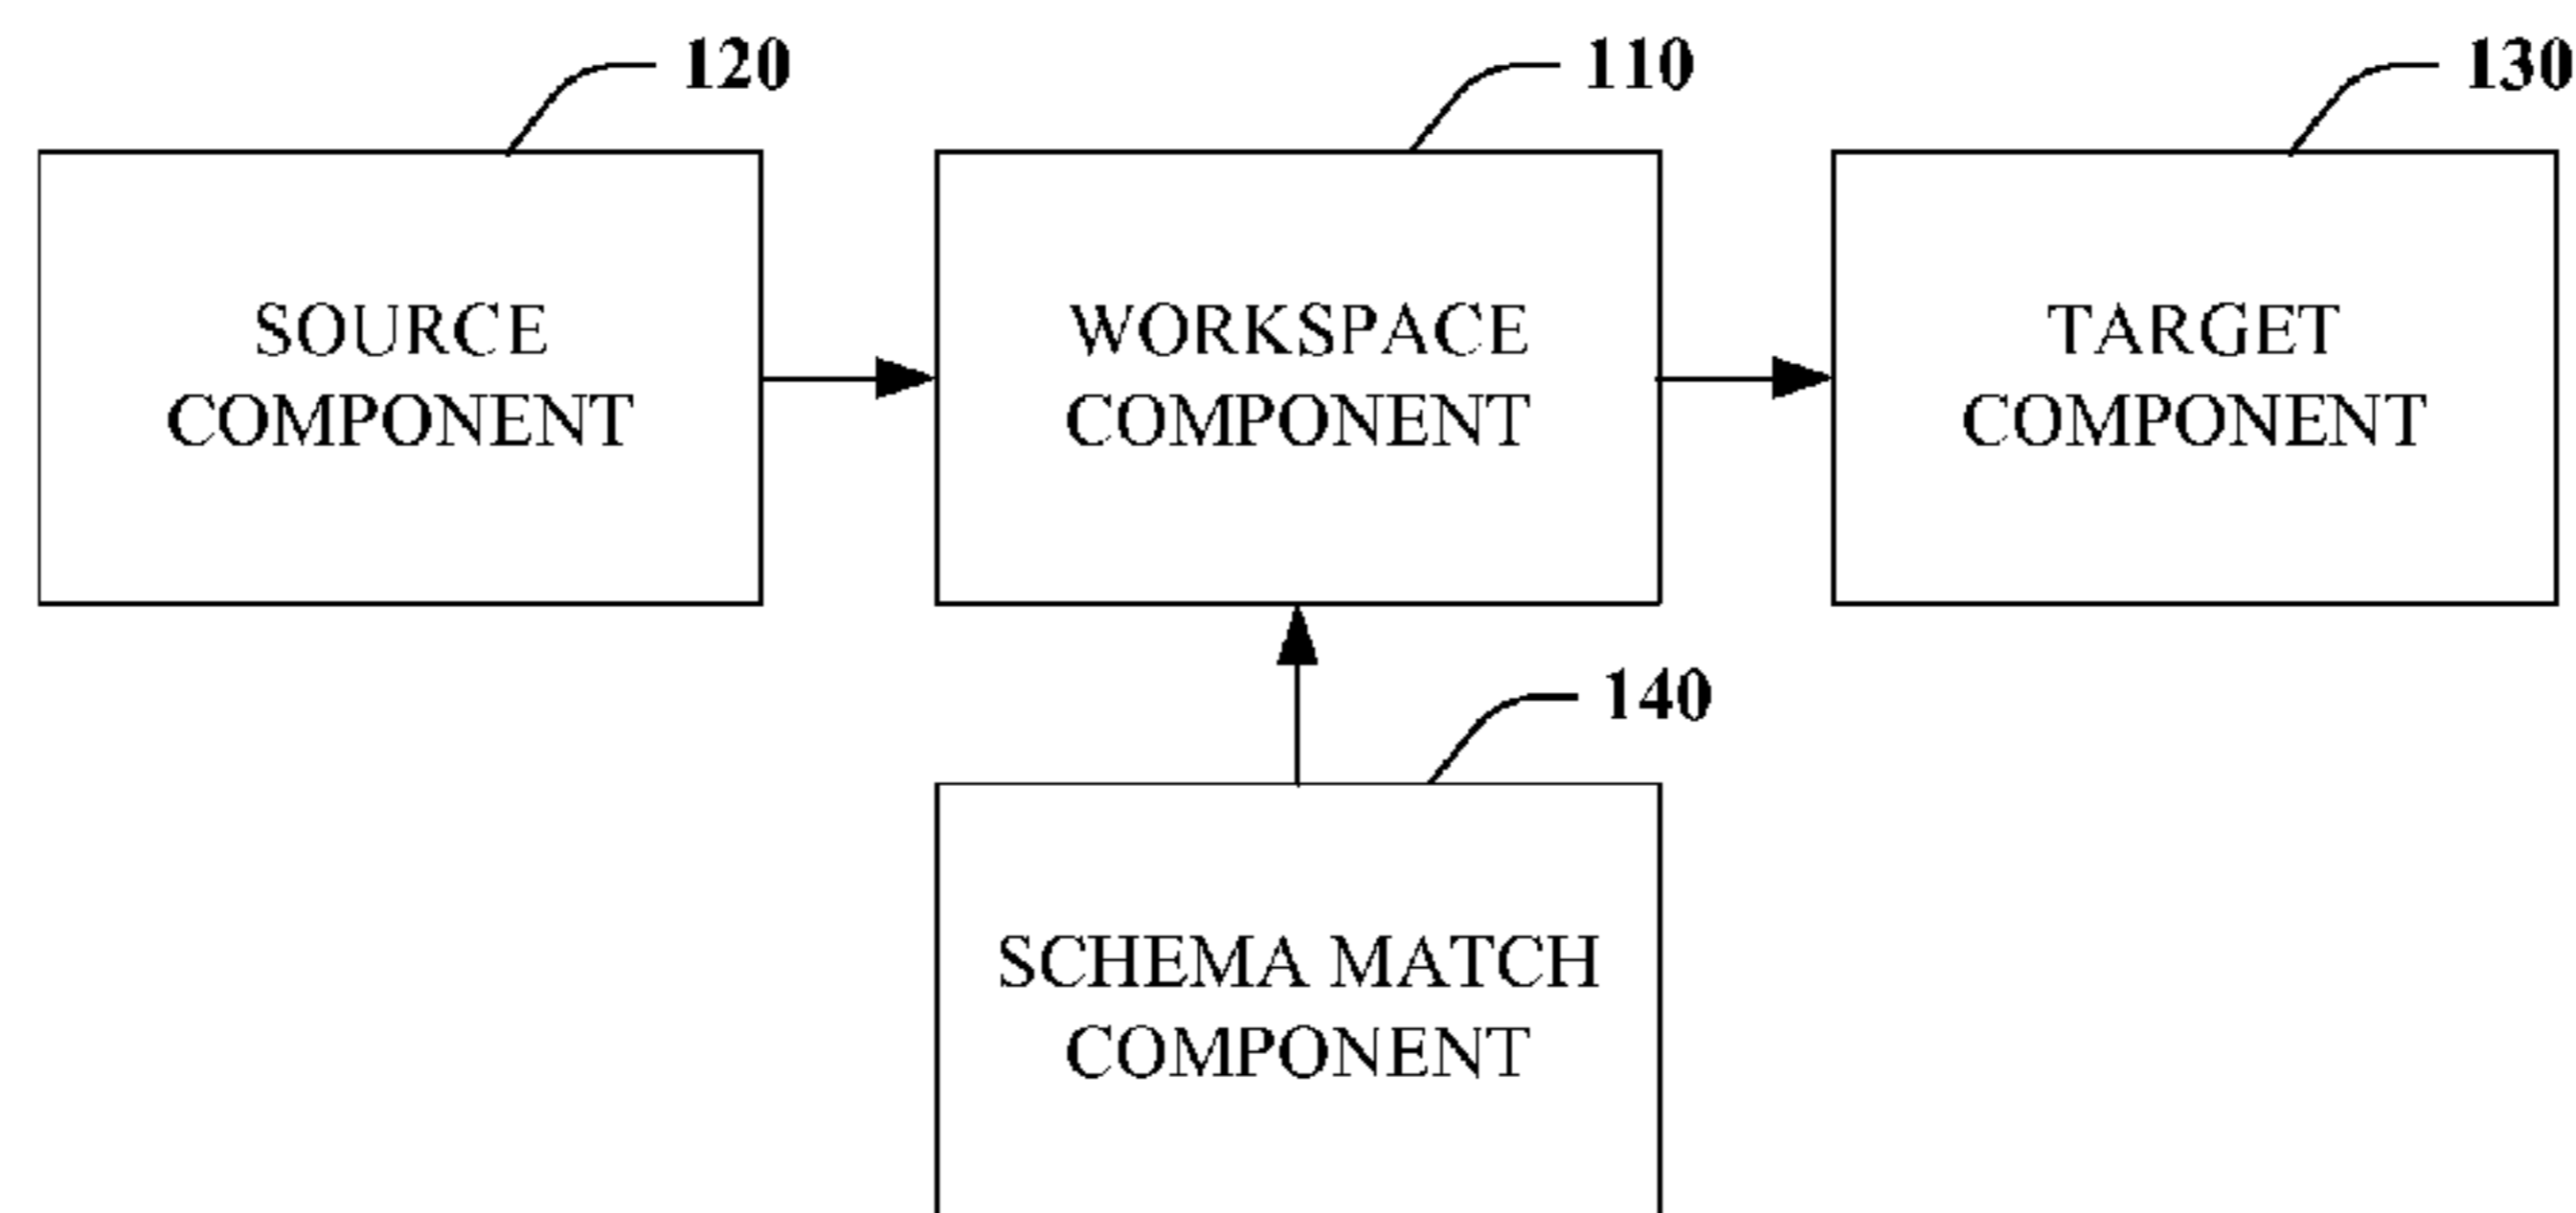 120
110
130
SOURCE
COMPONENT
WORKSPACE
COMPONENT
TARGET
COMPONENT
140
SCHEMA MATCH
COMPONENT